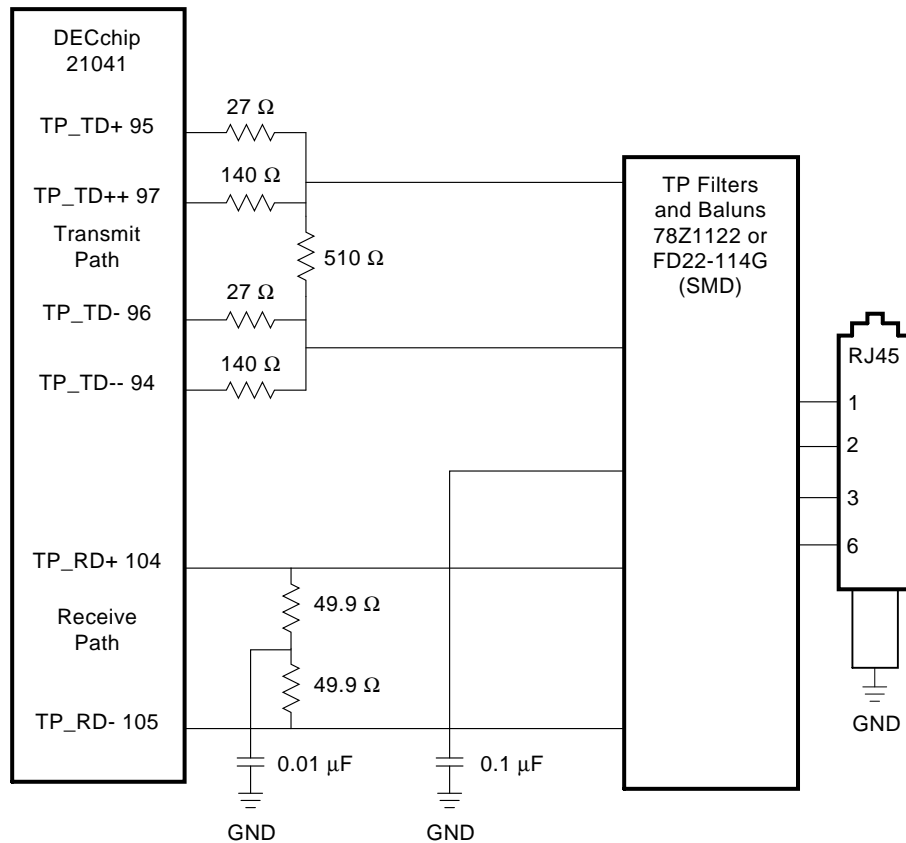 DECchip
21041
TP_TD+ 95
27 Ω
TP_TD++ 97
140 Ω
Transmit
Path
510 Ω
TP_TD- 96
27 Ω
TP_TD-- 94
140 Ω
TP_RD+ 104
49.9 Ω
Receive
Path
49.9 Ω
TP_RD- 105
0.01 μF
GND
0.1 μF
GND
TP Filters
and Baluns
78Z1122 or
FD22-114G
(SMD)
RJ45
1
2
3
6
GND